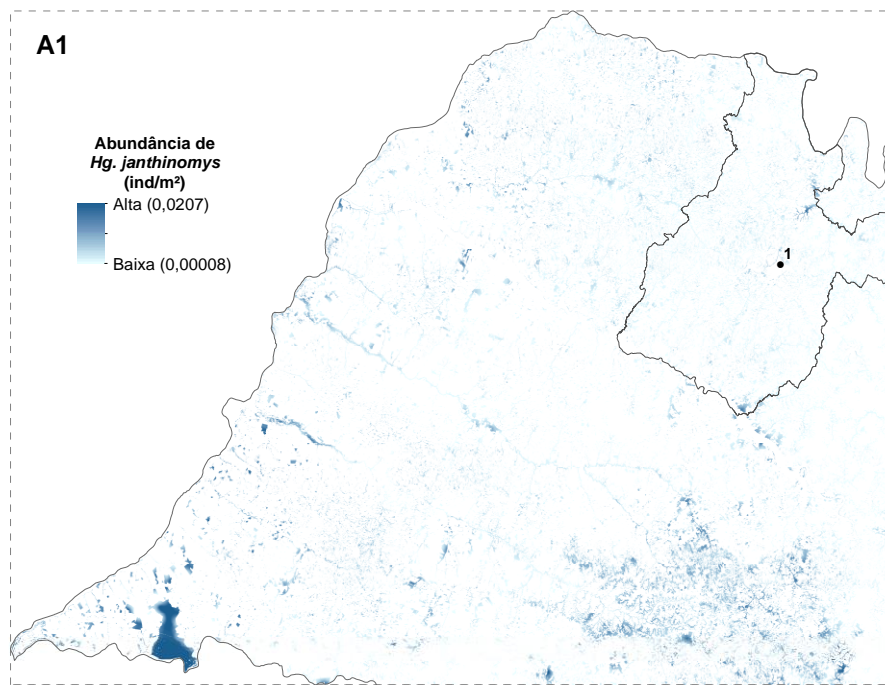 A1
Abundância de
Hg. janthinomys
(ind/m²)
Alta (0,0207)
Baixa (0,00008)
1